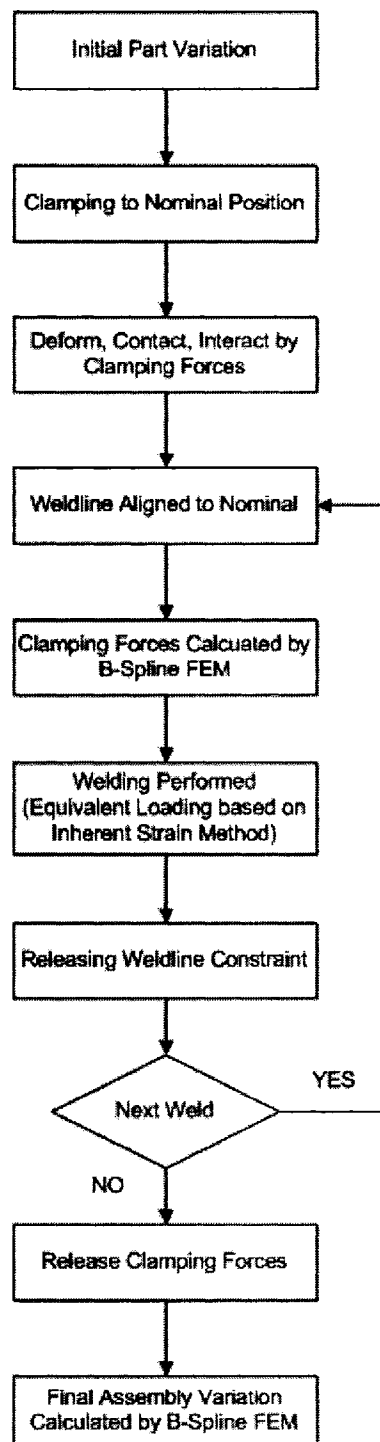 Initial Part Variation
Clamping to Nominal Position
Deform, Contact, Interact by
Clamping Forces
Weldline Aligned to Nominal
Clamping Forces Calcuated by
B-Spline FEM
Welding Performed
(Equivalent Loading based on
Inherent Strain Method)
Releasing Weldline Constraint
Next Weld
YES
NO
Release Clamping Forces
Final Assembly Variation
Calculated by B-Spline FEM